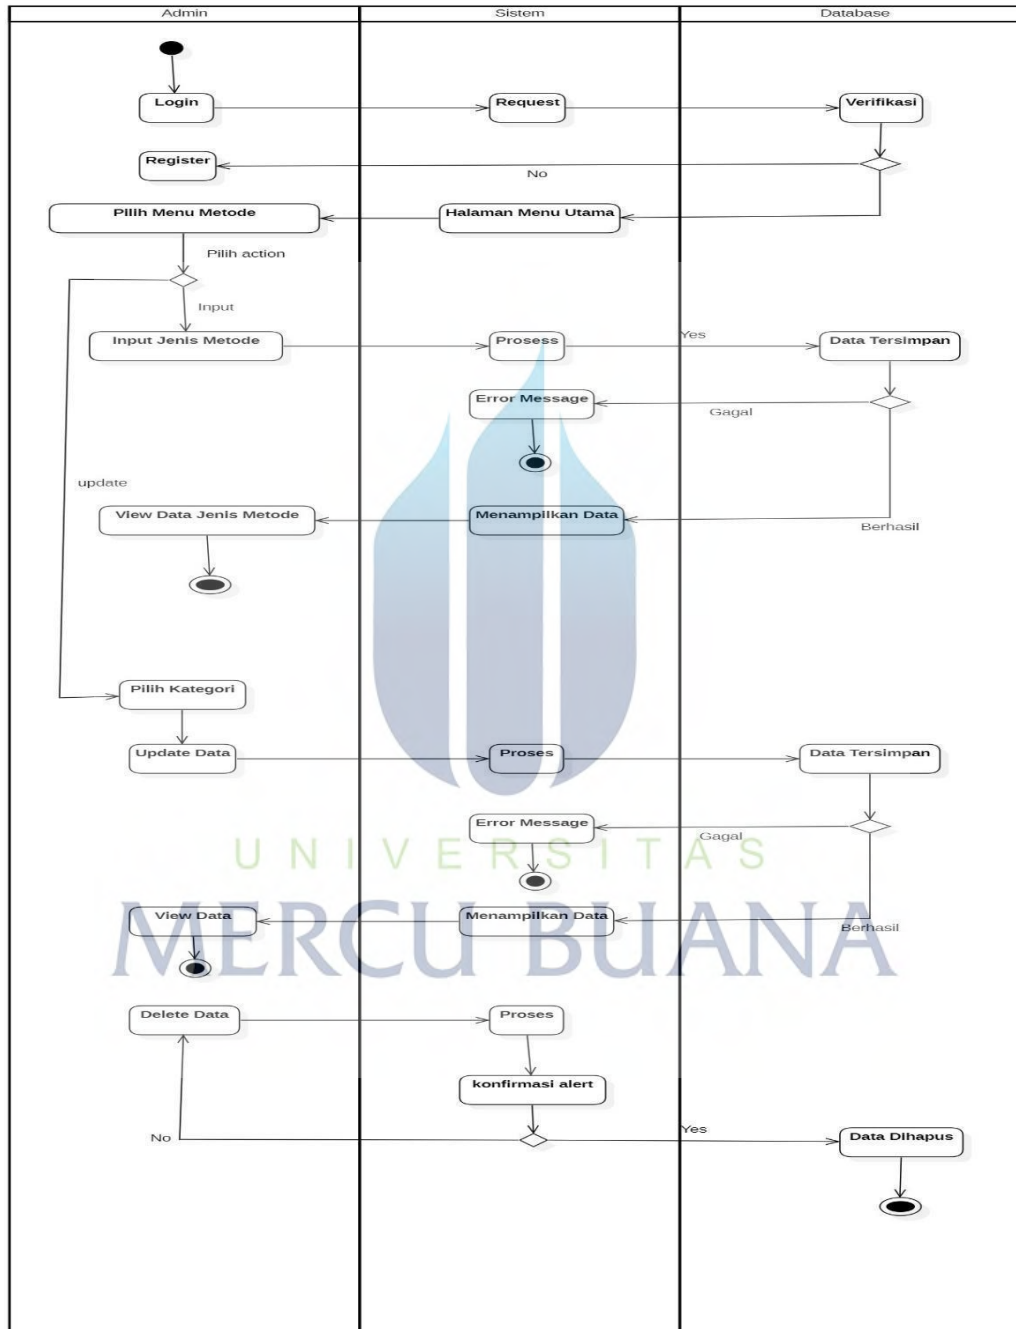 Admin
Sistem
Database
Login
Request
Verifikasi
Register
No
Pilih Menu Metode
Halaman Menu Utama
Pilih action
Input
Input Jenis Metode
Prosess
Yes
Data Tersimpan
Error Message
Gagal
update
View Data Jenis Metode
Menampilkan Data
Berhasil
Pilih Kategori
Update Data
Proses
Data Tersimpan
Error Message
Gagal
UNIVERSITAS
View Data
Menampilkan Data
Berhasil
MERCU BUANA
Delete Data
Proses
konfirmasi alert
No
Yes
Data Dihapus